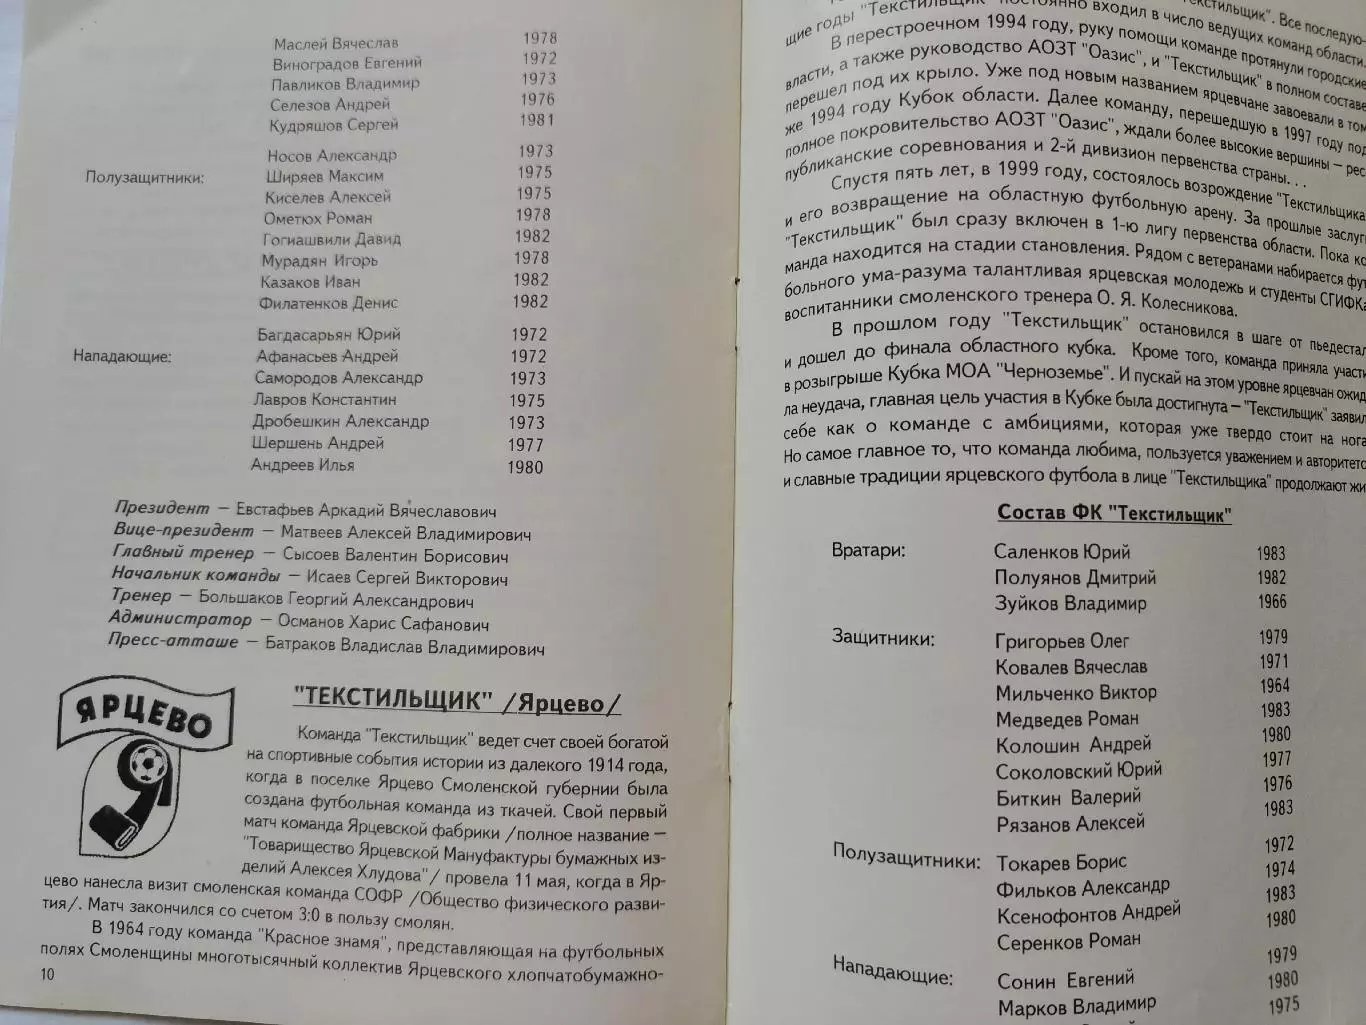 Маслей Вячеслав 1978
Виноградов Евгений 1972
Павликов Владимир 1973
Селезов Андрей 1976
Кудряшов Сергей 1981
Полузащитники: Носов Александр 1973
Ширяев Максим 1975
Киселев Алексей 1975
Ометюх Роман 1978
Гогиашвили Давид 1982
Мурадян Игорь 1978
Казаков Иван 1982
Филатенков Денис 1982
Нападающие: Багдасарьян Юрий 1972
Афанасьев Андрей 1972
Самородов Александр 1973
Лавров Константин 1975
Дробешкин Александр 1973
Шершень Андрей 1977
Андреев Илья 1980
Президент – Евстафьев Аркадий Вячеславович
Вице-президент – Матвеев Алексей Владимирович
Главный тренер – Сысоев Валентин Борисович
Начальник команды – Исаев Сергей Викторович
Тренер – Большаков Георгий Александрович
Администратор – Османов Харис Сафанович
Пресс-атташе – Батраков Владислав Владимирович
ЯРЦЕВО
"ТЕКСТИЛЬЩИК" /Ярцево/
Команда "Текстильщик" ведет счет своей богатой
на спортивные события истории из далекого 1914 года,
когда в поселке Ярцево Смоленской губернии была
создана футбольная команда из ткачей. Свой первый
матч команда Ярцевской фабрики /полное название –
"Товарищество Ярцевской Мануфактуры бумажных из-
делий Алексея Хлудова"/ провела 11 мая, когда в Яр-
цево нанесла визит смоленская команда СОФР /Общество физического разви-
тия/. Матч закончился со счетом 3:0 в пользу смолян.
В 1964 году команда "Красное знамя", представляющая на футбольных
полях Смоленщины многотысячный коллектив Ярцевского хлопчатобумажно-
10
щие годы "Текстильщик" постоянно входил в число ведущих команд области.
"Текстильщик". Все последую-
В перестроечном 1994 году, руку помощи команде протянули городские
власти, а также руководство АОЗТ "Оазис", и "Текстильщик" в полном составе
перешел под их крыло. Уже под новым названием ярцевчане завоевали в том
же 1994 году Кубок области. Далее команду, перешедшую в 1997 году под
полное покровительство АОЗТ "Оазис", ждали более высокие вершины – рес
публиканские соревнования и 2-й дивизион первенства страны...
Спустя пять лет, в 1999 году, состоялось возрождение "Текстильщика
и его возвращение на областную футбольную арену. За прошлые заслуг
"Текстильщик" был сразу включен в 1-ю лигу первенства области. Пока ко
манда находится на стадии становления. Рядом с ветеранами набирается фут
больного ума-разума талантливая ярцевская молодежь и студенты СГИФКа
воспитанники смоленского тренера О. Я. Колесникова.
В прошлом году "Текстильщик" остановился в шаге от пьедестал
и дошел до финала областного кубка. Кроме того, команда приняла участи
в розыгрыше Кубка МОА "Черноземье". И пускай на этом уровне ярцевчан ожид
ла неудача, главная цель участия в Кубке была достигнута – "Текстильщик" заявил
себе как о команде с амбициями, которая уже твердо стоит на нога
Но самое главное то, что команда любима, пользуется уважением и авторитето
и славные традиции ярцевского футбола в лице "Текстильщика" продолжают жи
Состав ФК "Текстильщик"
Вратари: Саленков Юрий 1983
Полуянов Дмитрий 1982
Зуйков Владимир 1966
Защитники: Григорьев Олег 1979
Ковалев Вячеслав 1971
Мильченко Виктор 1964
Медведев Роман 1983
Колошин Андрей 1980
Соколовский Юрий 1977
Биткин Валерий 1976
Рязанов Алексей 1983
Полузащитники: Токарев Борис 1972
Фильков Александр 1974
Ксенофонтов Андрей 1983
Серенков Роман 1980
Нападающие: Сонин Евгений 1979
Марков Владимир 1980
1975